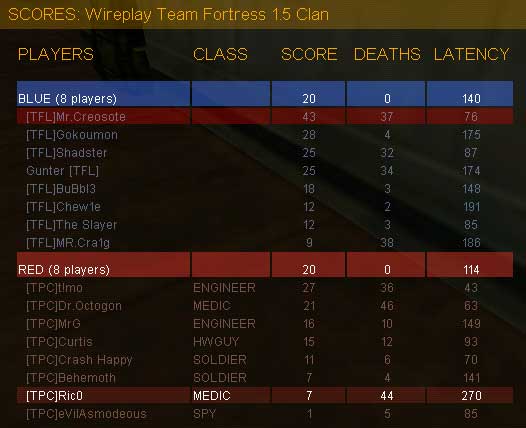 SCORES: Wireplay Team Fortress 1.5 Clan
PLAYERS CLASS SCORE DEATHS LATENCY
BLUE (8 players) 20 0 140
[TFL]Mr.Creosote 43 37 76
[TFL]Gokoumon 28 4 175
[TFL]Shadster 25 32 87
Gunter [TFL] 25 34 174
[TFL]BuBbl3 18 3 148
[TFL]Chew1e 12 2 191
[TFL]The Slayer 12 3 85
[TFL]MR.Cra1g 9 38 186
RED (8 players) 20 0 114
[TPC]t!mo ENGINEER 27 36 43
[TPC]Dr.Octogon MEDIC 21 46 63
[TPC]MrG ENGINEER 16 10 149
[TPC]Curtis HWGUY 15 12 93
[TPC]Crash Happy SOLDIER 11 6 70
[TPC]Behemoth SOLDIER 7 4 141
[TPC]Ric0 MEDIC 7 44 270
[TPC]eVilAsmodeous SPY 1 5 85